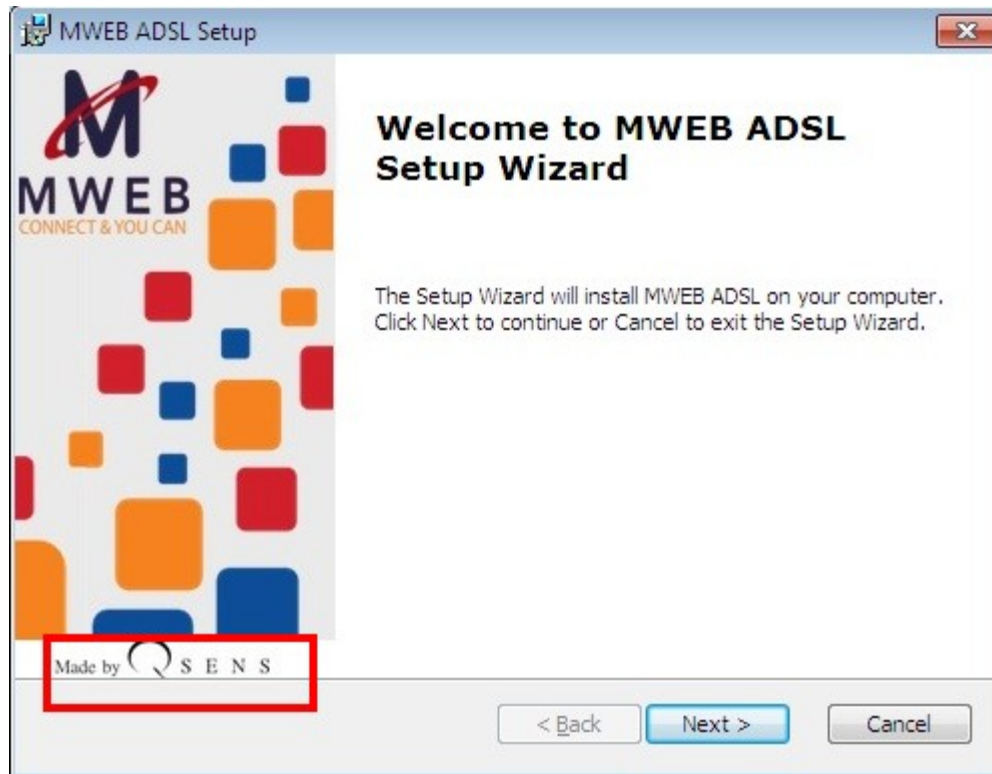 MWEB ADSL Setup
M
MWEB
CONNECT & YOU CAN
Welcome to MWEB ADSL
Setup Wizard
The Setup Wizard will install MWEB ADSL on your computer.
Click Next to continue or Cancel to exit the Setup Wizard.
Made by QSENS
< Back
Next >
Cancel